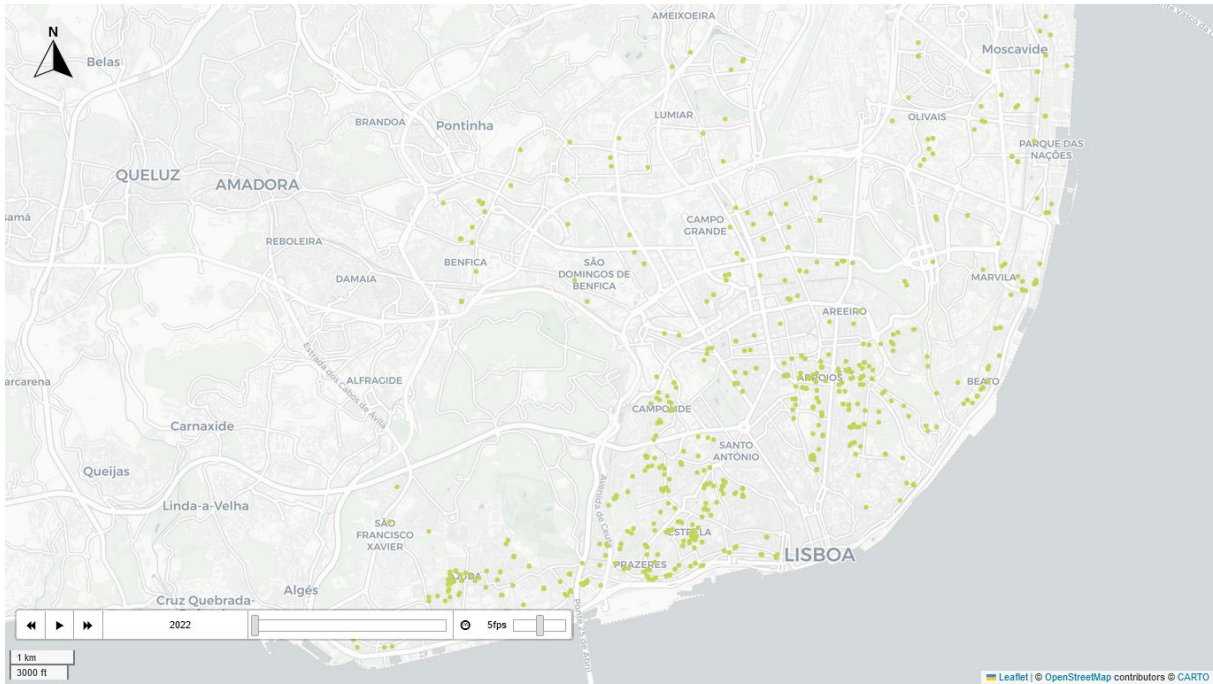 N
AMEIXOEIRA
Moscavide
Belas
LUMIAR
OLIVAIS
BRANDOA
Pontinha
PARQUE DAS
NAÇÕES
QUELUZ
AMADORA
samá
CAMPO
GRANDE
REBOLEIRA
BENFICA
SÃO
DOMINGOS DE
BENFICA
DAMAIA
MARVILA
AREEIRO
Estrada dos Cabos de Ávila
ALFRAGIDE
arcarena
ARROIOS
BEATO
CAMPOLIDE
Carnaxide
SANTO
ANTÓNIO
Queijas
Avenida de Ceuta
Linda-a-Velha
SÃO
FRANCISCO
XAVIER
ESTRELA
LISBOA
PRAZERES
AJUDA
Algés
Cruz Quebrada-
Ponte 25 de Abril
2022
5fps
1 km
3000 ft
Leaflet | © OpenStreetMap contributors © CARTO